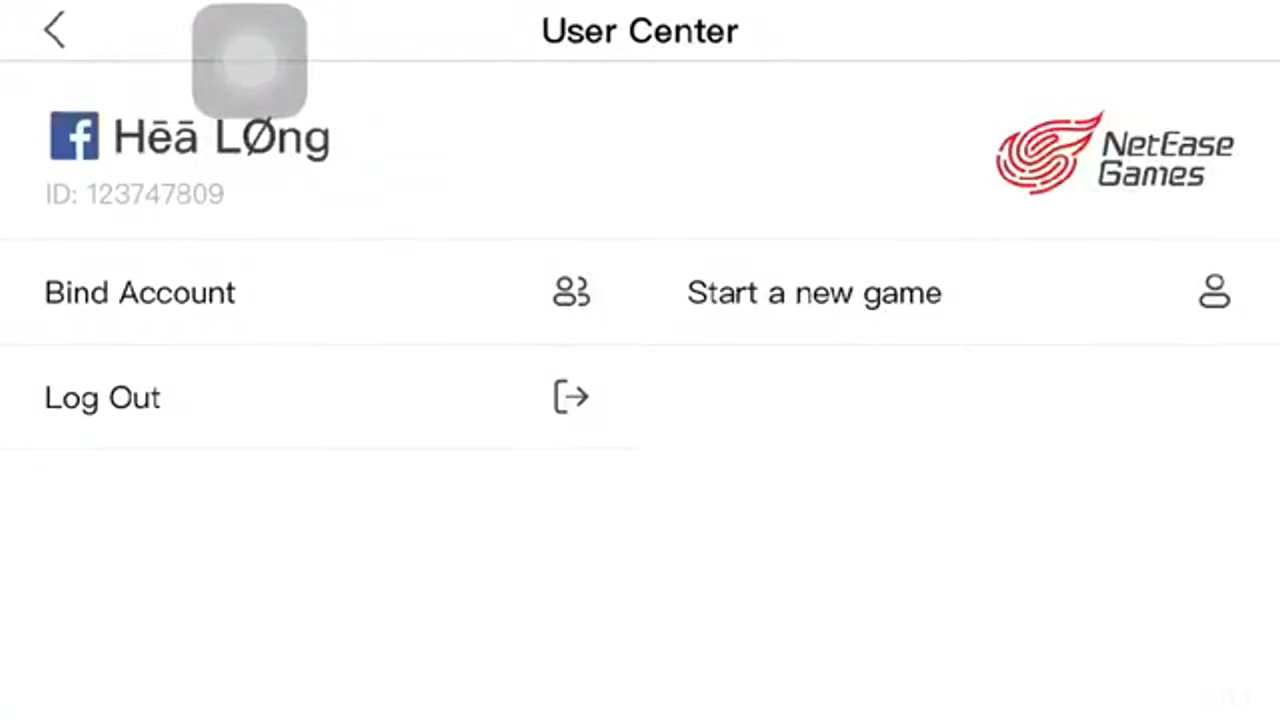 User Center
Hēā LØng
ID: 123747809
NetEase
Games
Bind Account
Start a new game
Log Out